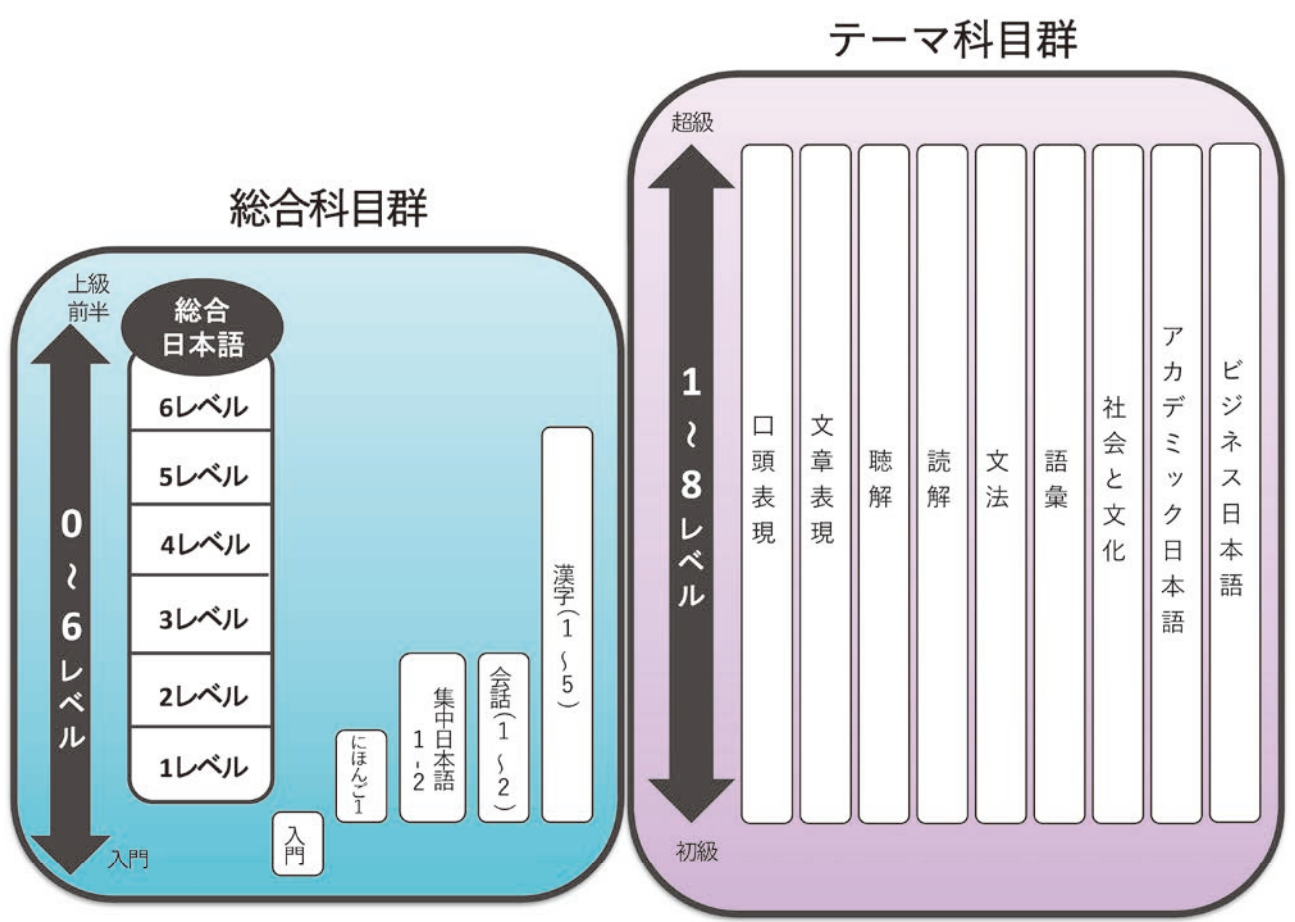 総合科目群
上級
前半
総合
日本語
6レベル
5レベル
4レベル
3レベル
2レベル
1レベル
0～6レベル
入門
入門
にほんご1
集中日本語
1-2
会話(1～2)
漢字(1～5)
テーマ科目群
超級
1～8レベル
初級
口頭表現
文章表現
聴解
読解
文法
語彙
社会と文化
アカデミック日本語
ビジネス日本語